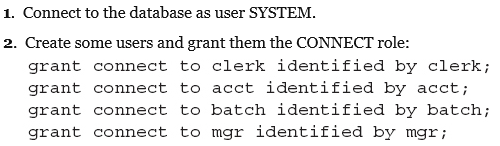 1. Connect to the database as user SYSTEM.
2. Create some users and grant them the CONNECT role:
grant connect to clerk identified by clerk;
grant connect to acct identified by acct;
grant connect to batch identified by batch;
grant connect to mgr identified by mgr;